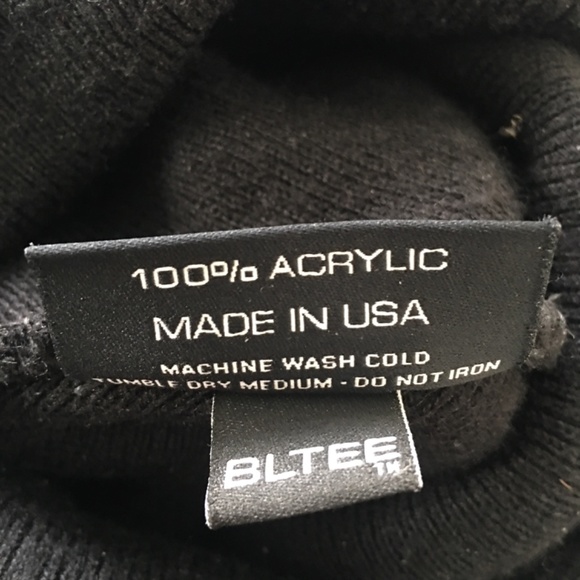 100% ACRYLIC
MADE IN USA
MACHINE WASH COLD
TUMBLE DRY MEDIUM - DO NOT IRON
BLTEE TM